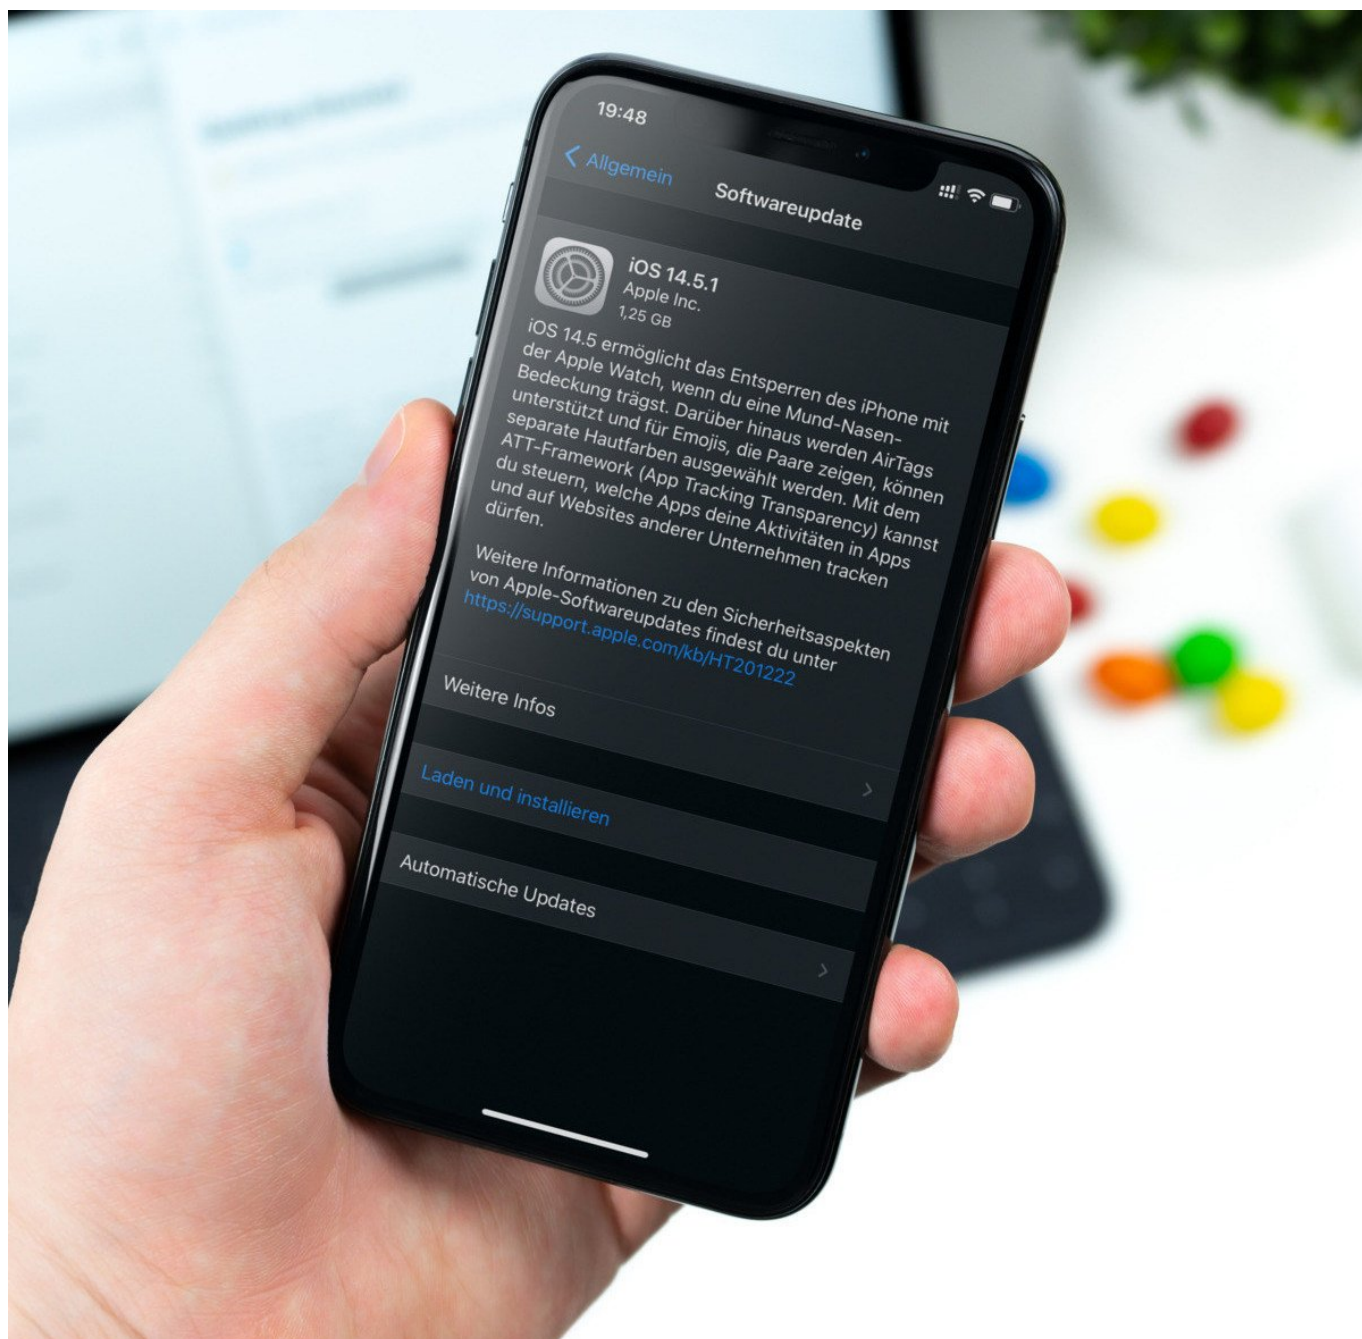 19:48
Allgemein
Softwareupdate
iOS 14.5.1
Apple Inc.
1,25 GB
iOS 14.5 ermöglicht das Entsperren des iPhone mit
der Apple Watch, wenn du eine Mund-Nasen-
Bedeckung trägst. Darüber hinaus werden AirTags
unterstützt und für Emojis, die Paare zeigen, können
separate Hautfarben ausgewählt werden. Mit dem
ATT-Framework (App Tracking Transparency) kannst
du steuern, welche Apps deine Aktivitäten in Apps
und auf Websites anderer Unternehmen tracken
dürfen.
Weitere Informationen zu den Sicherheitsaspekten
von Apple-Softwareupdates findest du unter
https://support.apple.com/kb/HT201222
Weitere Infos
Laden und installieren
Automatische Updates